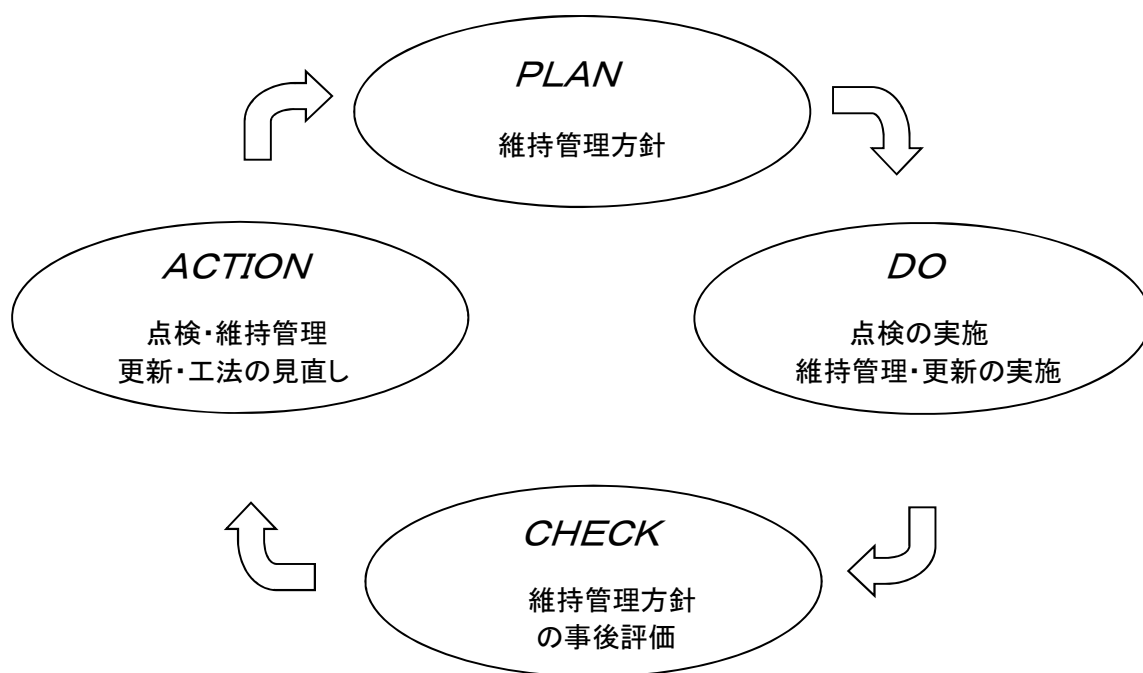 PLAN
維持管理方針
ACTION
点検・維持管理
更新・工法の見直し
DO
点検の実施
維持管理・更新の実施
CHECK
維持管理方針
の事後評価